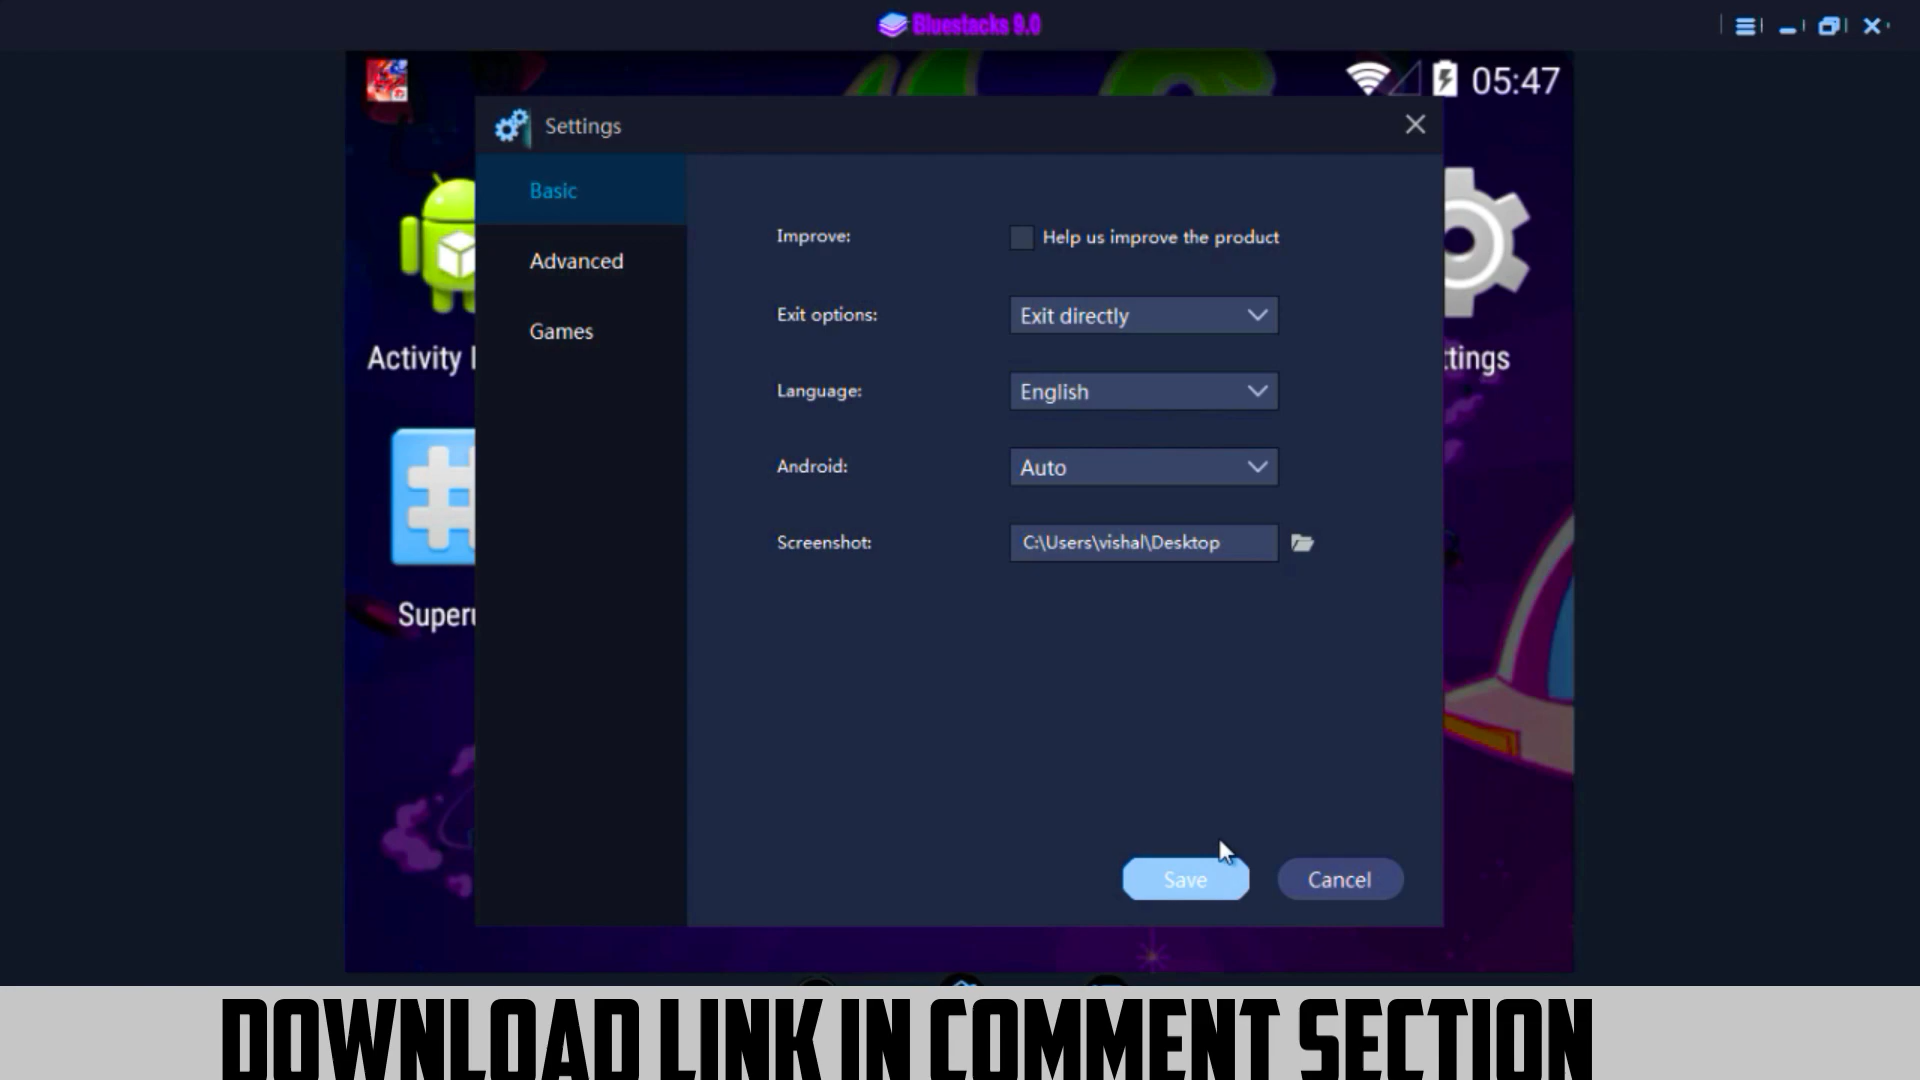 Bluestacks 9.0
05:47
Settings
Basic
Advanced
Games
Improve:
Help us improve the product
Exit options:
Exit directly
Language:
English
Android:
Auto
Screenshot:
C:\Users\vishal\Desktop
Save
Cancel
Activity
ttings
Super
DOWNLOAD LINK IN COMMENT SECTION